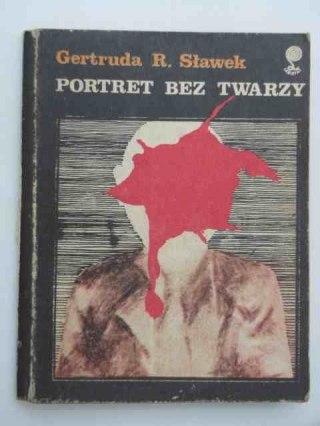 Gertruda R. Sławek
PORTRET BEZ TWARZY